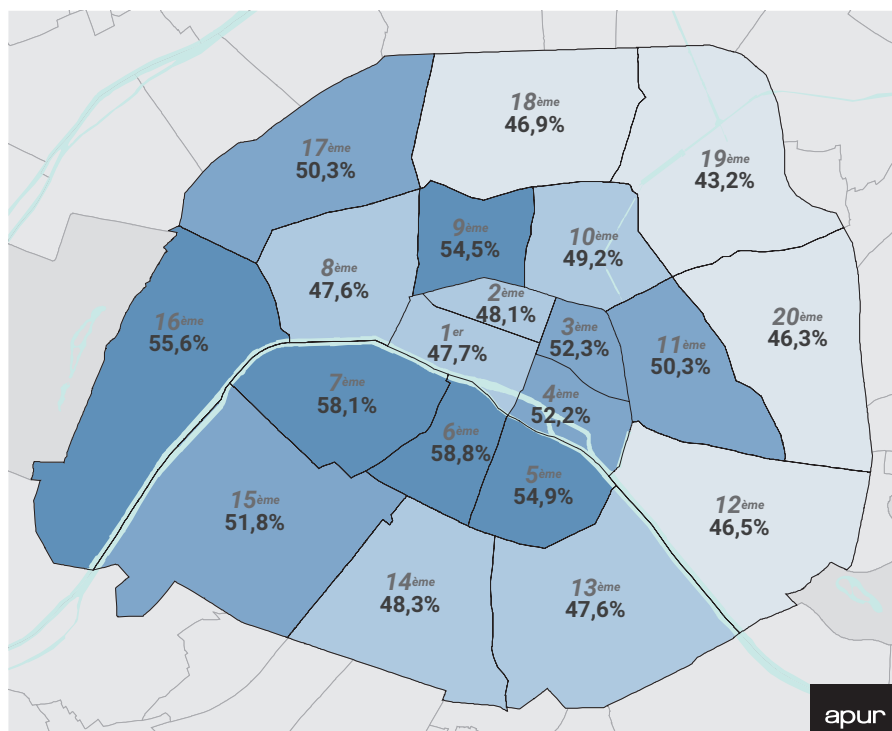 18ème
46,9%
17ème
50,3%
19ème
43,2%
9ème
54,5%
10ème
49,2%
8ème
47,6%
2ème
48,1%
16ème
55,6%
1er
47,7%
3ème
52,3%
11ème
50,3%
20ème
46,3%
7ème
58,1%
4ème
52,2%
6ème
58,8%
5ème
54,9%
15ème
51,8%
12ème
46,5%
14ème
48,3%
13ème
47,6%
apur